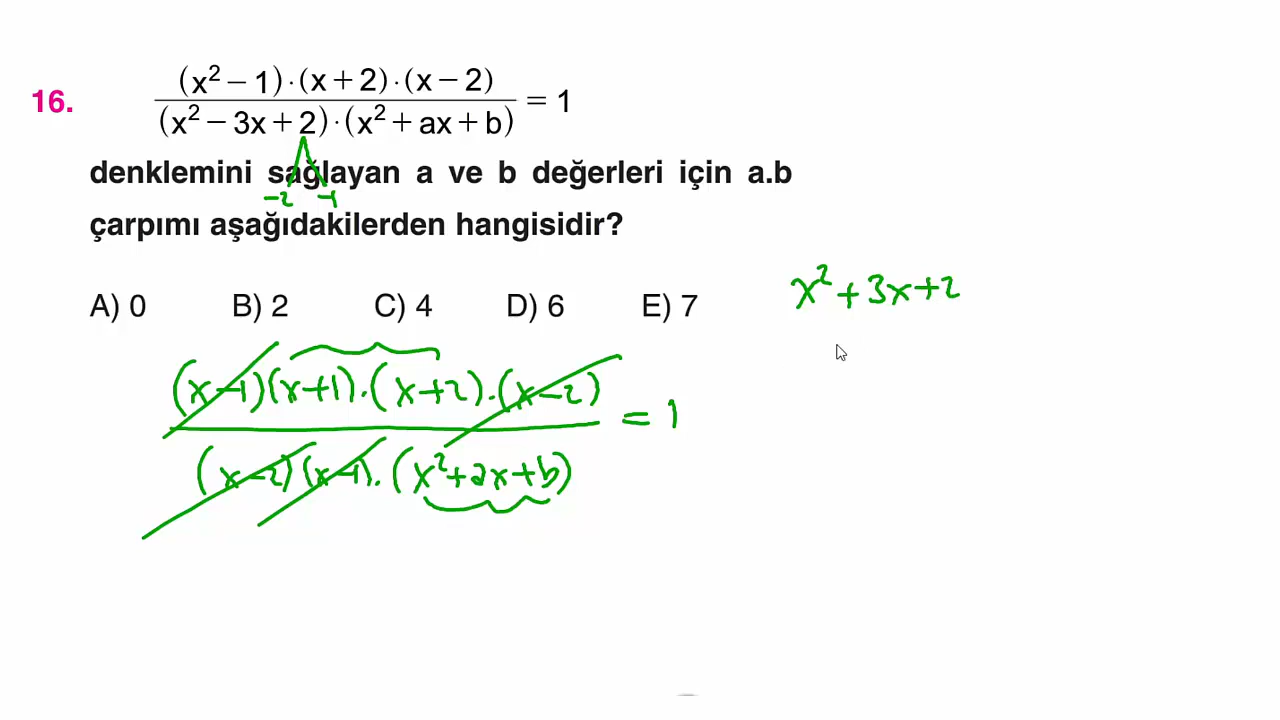 16. (x² − 1)·(x + 2)·(x − 2) / (x² − 3x + 2)·(x² + ax + b) = 1
denklemini sağlayan a ve b değerleri için a.b
-2 -1
çarpımı aşağıdakilerden hangisidir?
x² + 3x + 2
A) 0 B) 2 C) 4 D) 6 E) 7
(x-1)(x+1).(x+2).(x-2) / (x-2)(x-1).(x²+ax+b) = 1